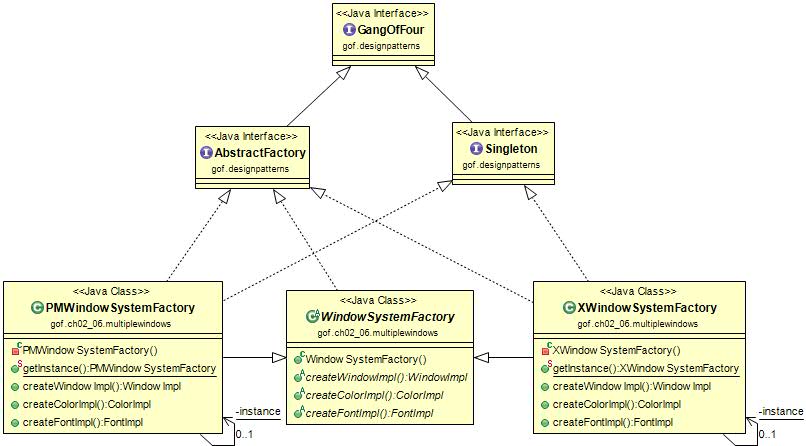 <<Java Interface>>
GangOfFour
gof.designpatterns
<<Java Interface>>
AbstractFactory
gof.designpatterns
<<Java Interface>>
Singleton
gof.designpatterns
<<Java Class>>
PMWindowSystemFactory
gof.ch02_06.multiplewindows
PMWindowSystemFactory()
getInstance():PMWindowSystemFactory
createWindowImpl():WindowImpl
createColorImpl():ColorImpl
createFontImpl():FontImpl
-instance
0..1
<<Java Class>>
WindowSystemFactory
gof.ch02_06.multiplewindows
WindowSystemFactory()
createWindowImpl():WindowImpl
createColorImpl():ColorImpl
createFontImpl():FontImpl
<<Java Class>>
XWindowSystemFactory
gof.ch02_06.multiplewindows
XWindowSystemFactory()
getInstance():XWindowSystemFactory
createWindowImpl():WindowImpl
createColorImpl():ColorImpl
createFontImpl():FontImpl
-instance
0..1